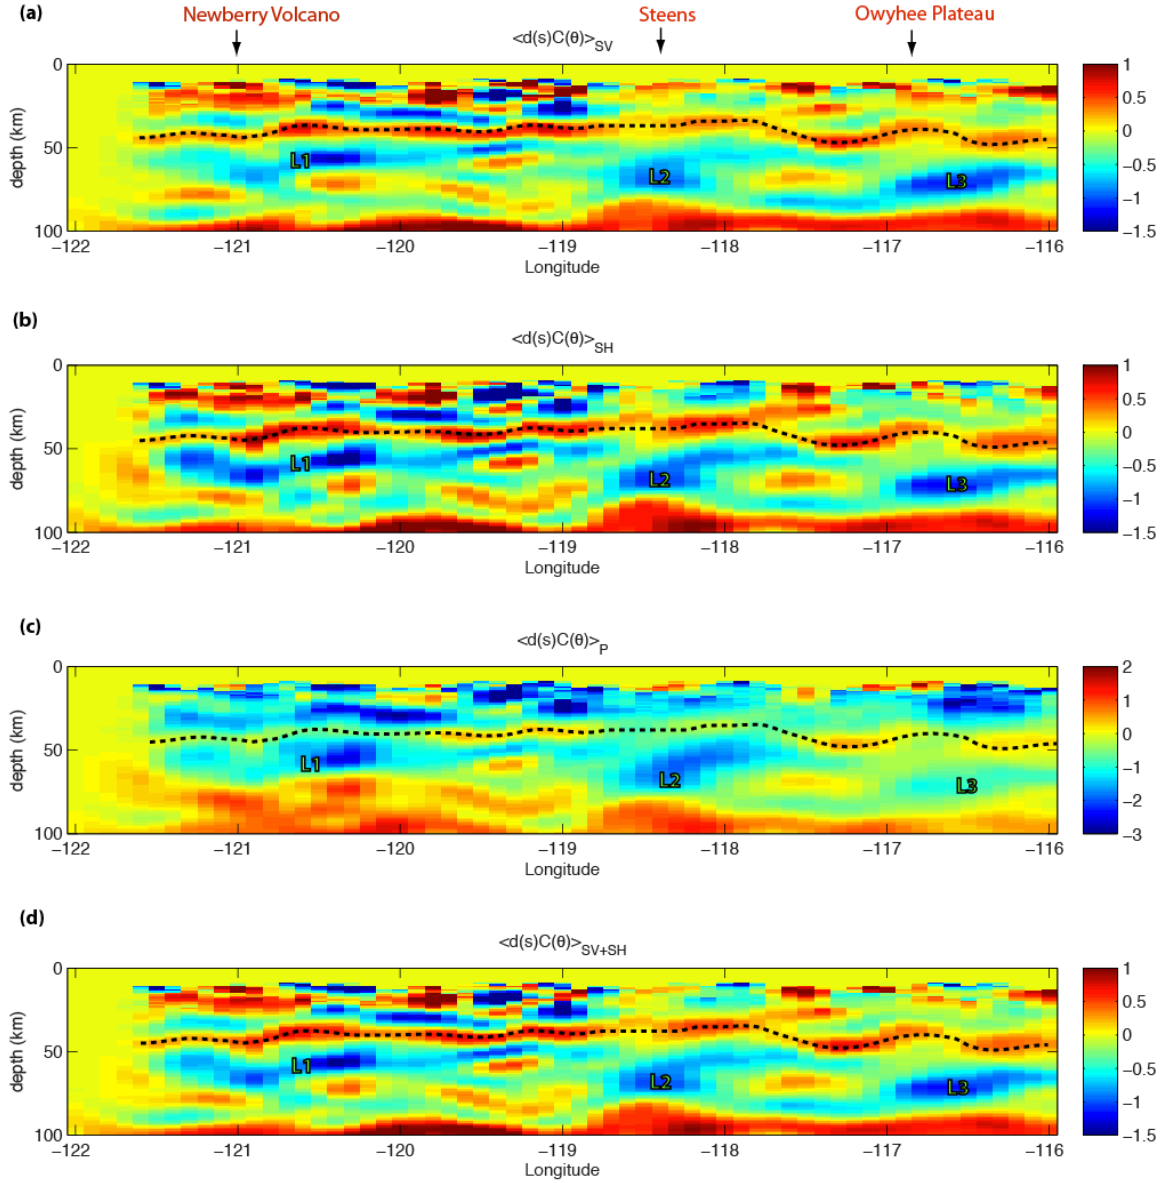 (a)
Newberry Volcano
Steens
Owyhee Plateau
<d(s)C(θ)>SV
0
50
100
depth (km)
L1
L2
L3
1
0.5
0
−0.5
−1
−1.5
−122
−121
−120
−119
−118
−117
−116
Longitude
(b)
<d(s)C(θ)>SH
0
50
100
depth (km)
L1
L2
L3
1
0.5
0
−0.5
−1
−1.5
−122
−121
−120
−119
−118
−117
−116
Longitude
(c)
<d(s)C(θ)>P
0
50
100
depth (km)
L1
L2
L3
2
1
0
−1
−2
−3
−122
−121
−120
−119
−118
−117
−116
Longitude
(d)
<d(s)C(θ)>SV+SH
0
50
100
depth (km)
L1
L2
L3
1
0.5
0
−0.5
−1
−1.5
−122
−121
−120
−119
−118
−117
−116
Longitude